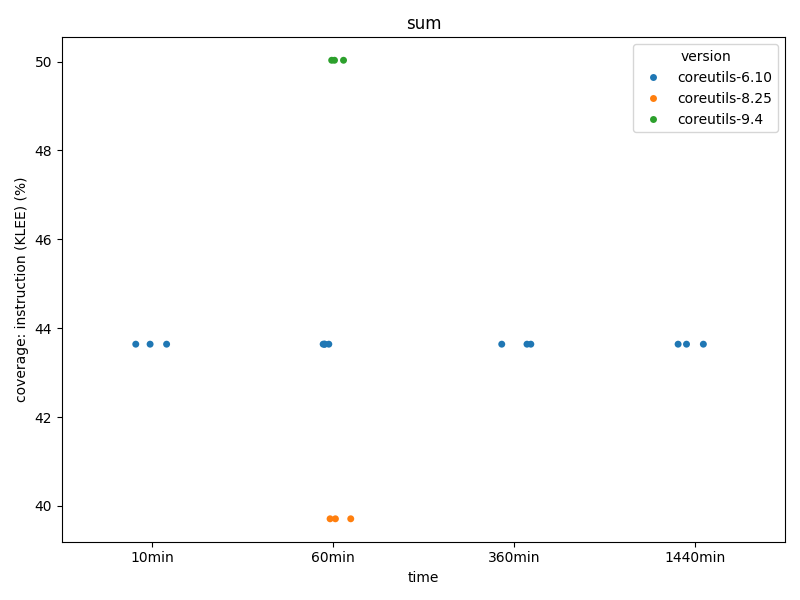 sum
version
coreutils-6.10
coreutils-8.25
coreutils-9.4
coverage: instruction (KLEE) (%)
50
48
46
44
42
40
10min
60min
360min
1440min
time